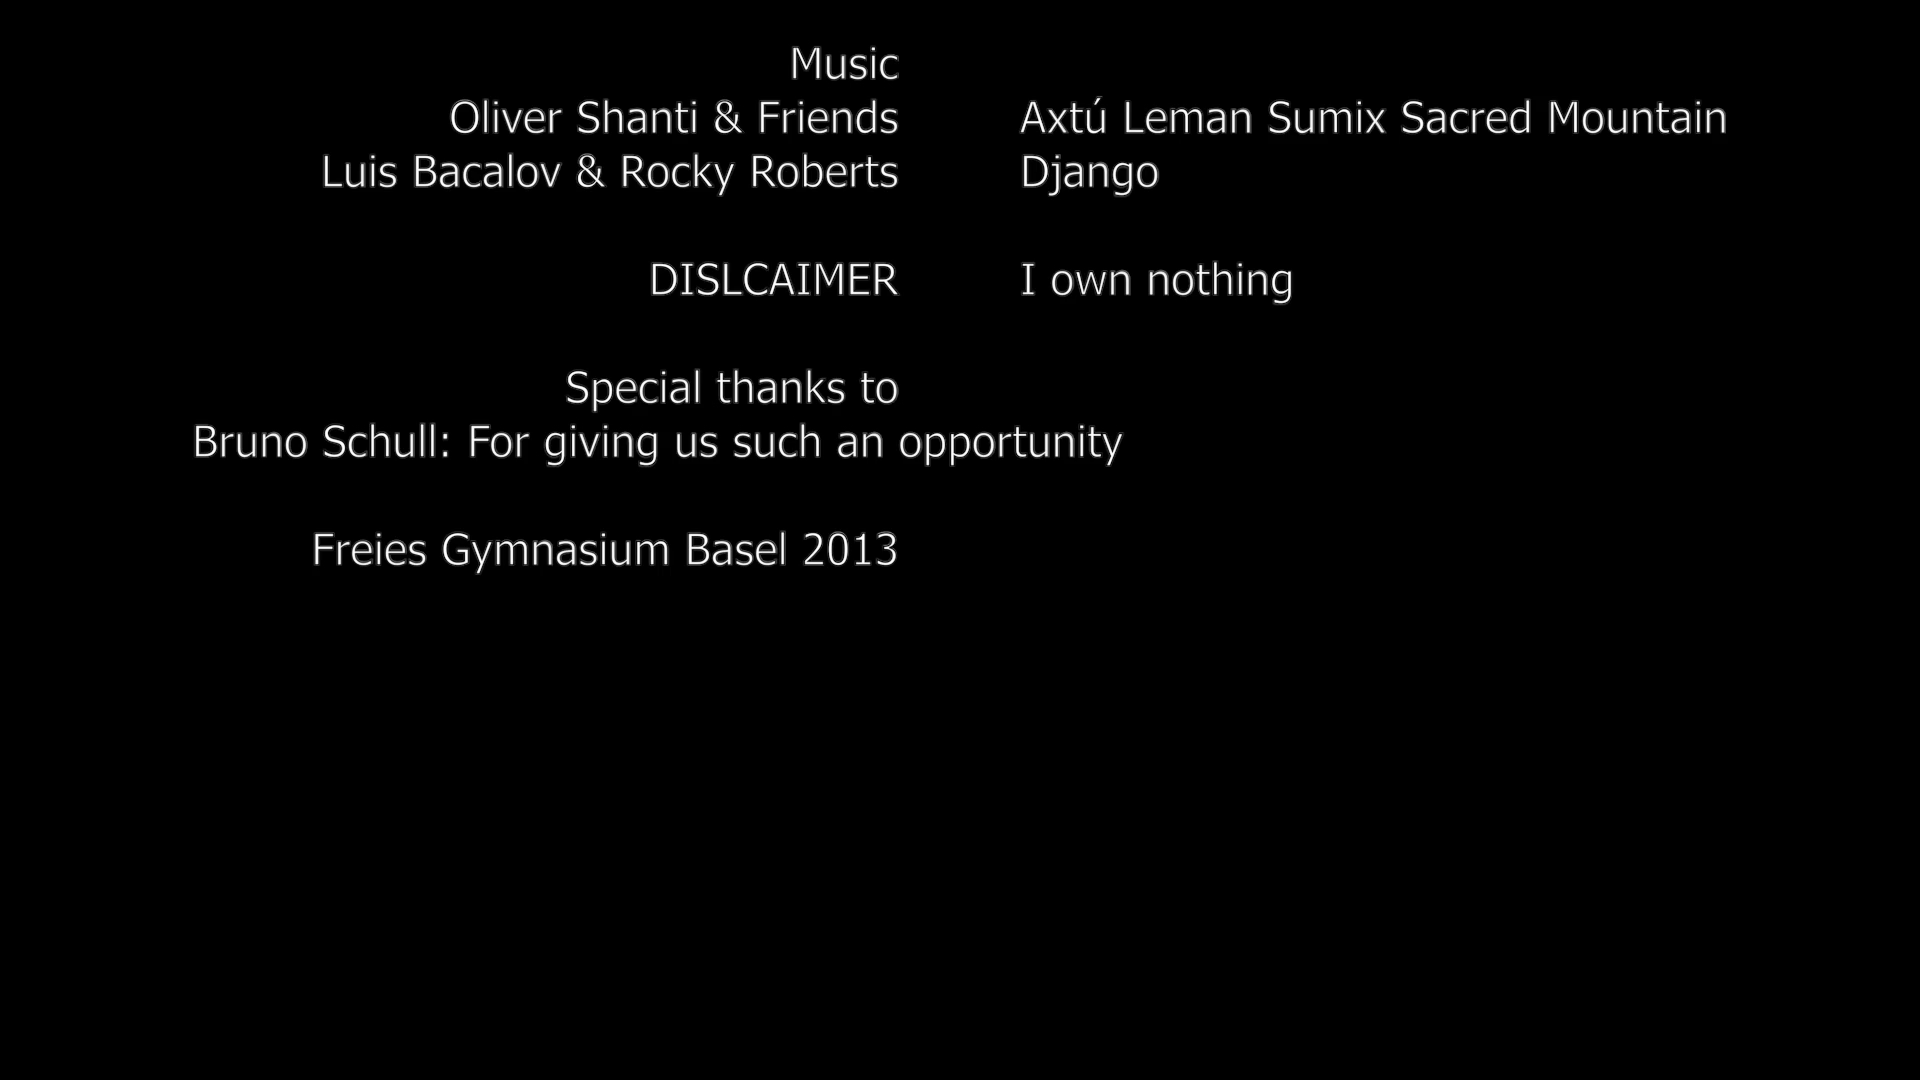 Music
Oliver Shanti & Friends Axtú Leman Sumix Sacred Mountain
Luis Bacalov & Rocky Roberts Django
DISLCAIMER I own nothing
Special thanks to
Bruno Schull: For giving us such an opportunity
Freies Gymnasium Basel 2013